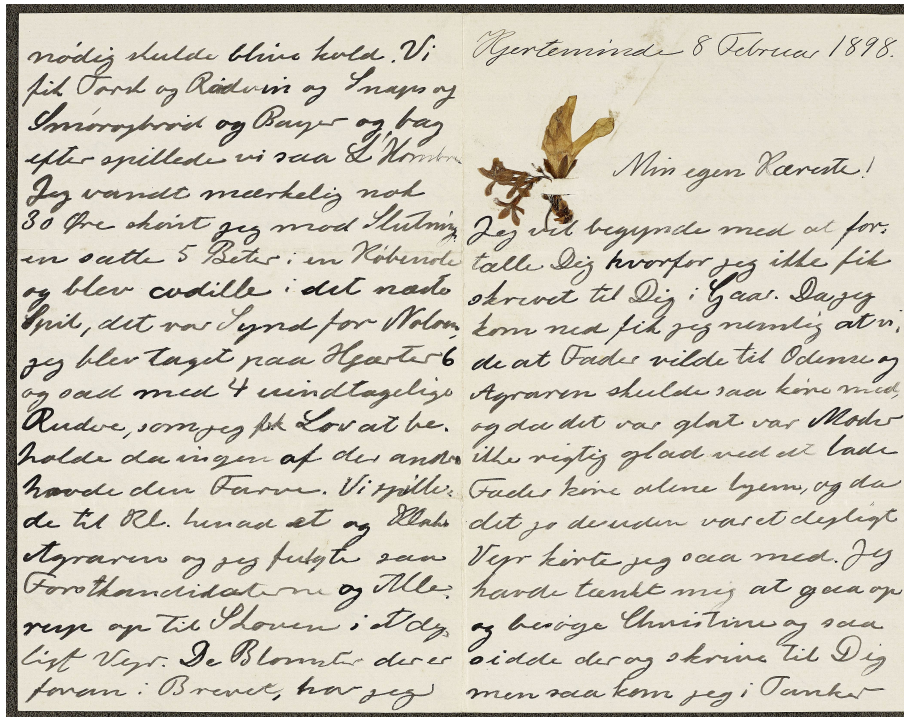 Hjerteminde 8 Februar 1898.
Min egen Kæreste!
Jeg vil begynde med at for-
tælle Dig hvorfor jeg ikke fik
skrevet til Dig i Gaar. Da jeg
kom ned fik jeg nemlig at vi,
de at Fader vilde til Odense og
Agraren skulde saa køre med,
og da det var glat var Moder
ikke rigtig glad ved at lade
Fader køre alene hjem, og da
det jo desuden var et dejligt
Vejr kørte jeg saa med. Jeg
havde tænkt mig at gaa op
og besøge Christine og saa
sidde der og skrive til Dig
men saa kom jeg i Tanker
nödig skulde blive kold. Vi
fik Torsk og Rødvin og Snaps og
Smørogbrød og Bayer og bag
efter spillede vi saa L'Hombre
Jeg vandt mærkelig nok
30 Øre skönt jeg mod Slutning,
en satte 5 Beter i en
og blev codille i det næste
Spil, det var Synd for
jeg blev taget paa Hjerter 6
og sad med 4 uindtagelige
Ruder, som jeg fik Lov at be-
holde da ingen af de andre
havde den Farve. Vi spille-
de til Kl. henad et og
Agraren og jeg fulgte saa
Forstkandidaterne og Alle-
rup op til Skoven i et dej
ligt Vejr. De Blomster der er
foran i Brevet, har jeg